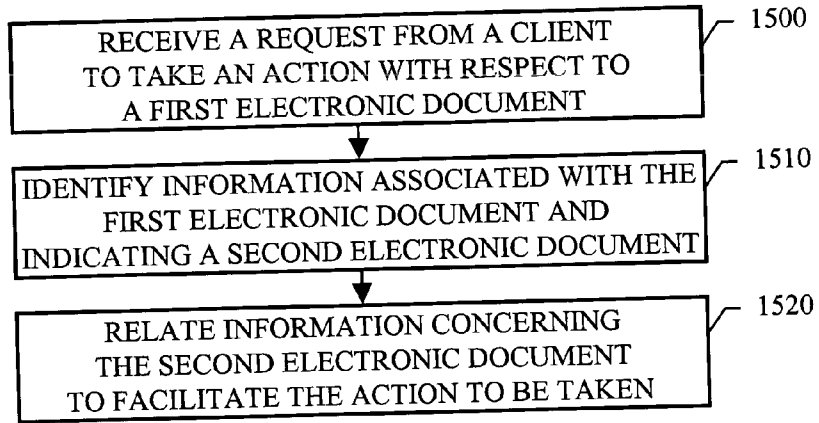 RECEIVE A REQUEST FROM A CLIENT
TO TAKE AN ACTION WITH RESPECT TO
A FIRST ELECTRONIC DOCUMENT
1500
IDENTIFY INFORMATION ASSOCIATED WITH THE
FIRST ELECTRONIC DOCUMENT AND
INDICATING A SECOND ELECTRONIC DOCUMENT
1510
RELATE INFORMATION CONCERNING
THE SECOND ELECTRONIC DOCUMENT
TO FACILITATE THE ACTION TO BE TAKEN
1520